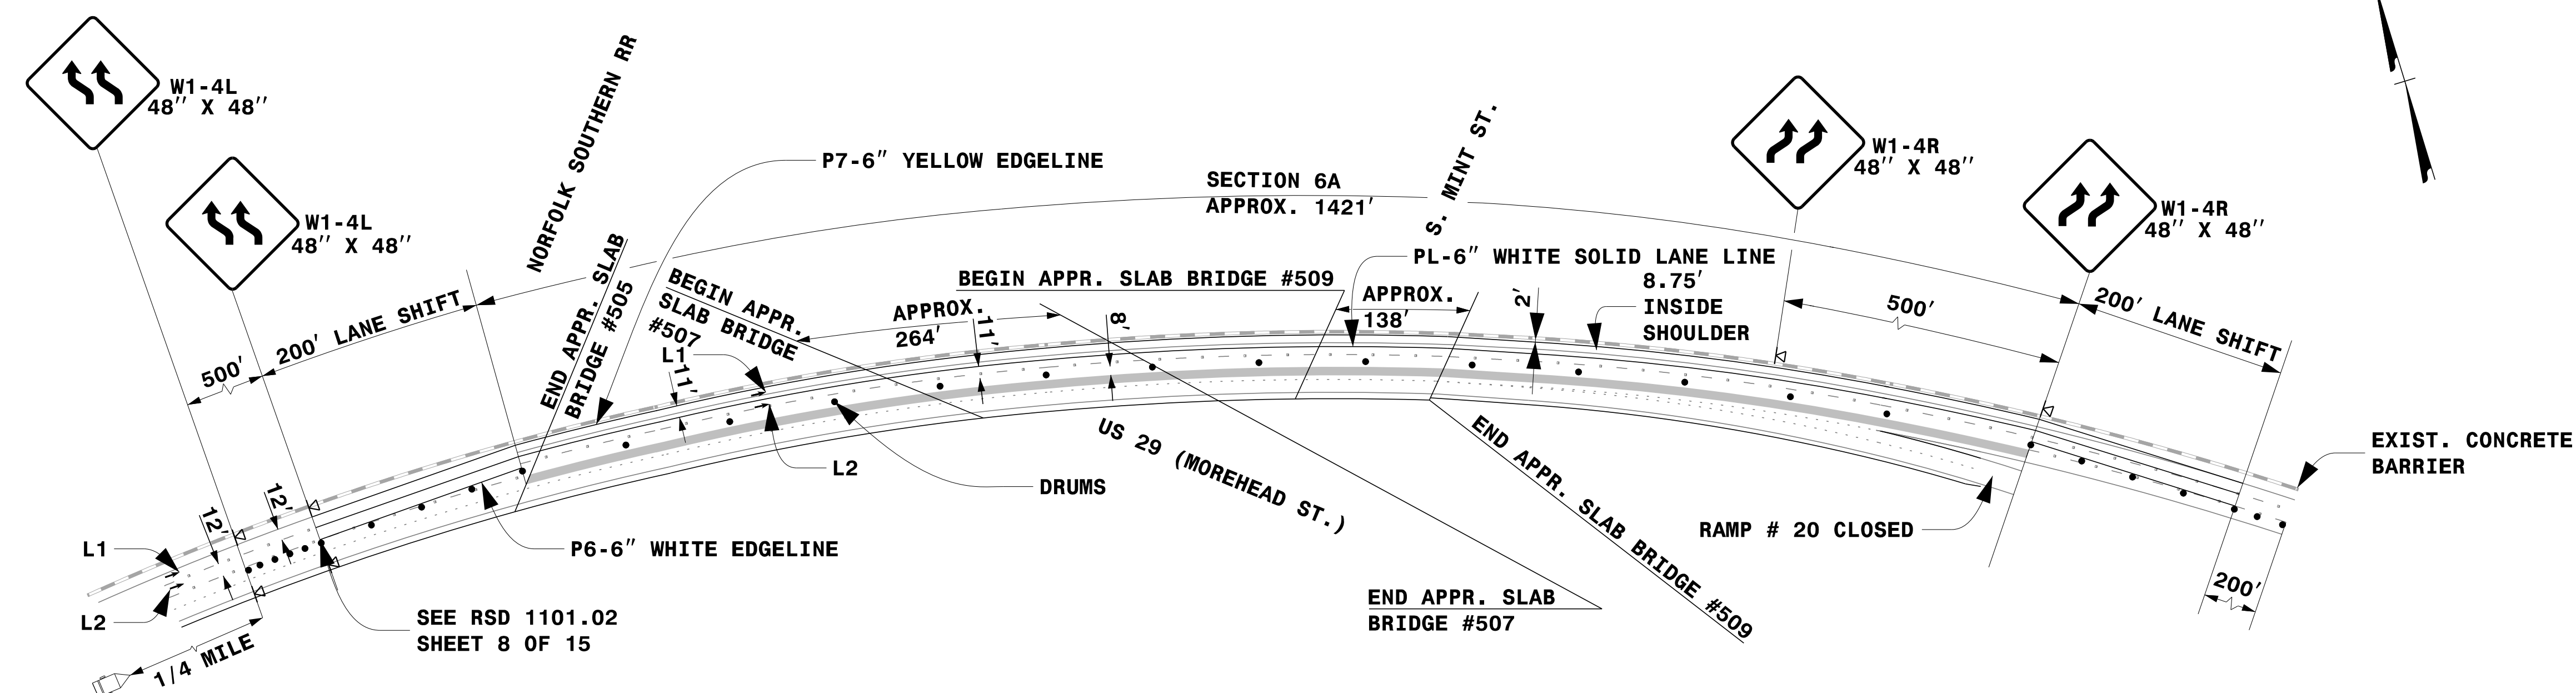 W1-4L
48'' X 48''
W1-4L
48'' X 48''
NORFOLK SOUTHERN RR
P7-6" YELLOW EDGELINE
SECTION 6A
APPROX. 1421'
S. MINT ST.
W1-4R
48'' X 48''
W1-4R
48'' X 48''
500'
200' LANE SHIFT
END APPR. SLAB
BRIDGE #505
BEGIN APPR.
SLAB BRIDGE
#507
L1
11'
APPROX.
264'
11'
8'
BEGIN APPR. SLAB BRIDGE #509
PL-6" WHITE SOLID LANE LINE
APPROX.
138'
2'
8.75'
INSIDE
SHOULDER
500'
200' LANE SHIFT
EXIST. CONCRETE
BARRIER
L2
DRUMS
US 29 (MOREHEAD ST.)
END APPR. SLAB BRIDGE #509
RAMP # 20 CLOSED
12'
12'
L1
L2
P6-6" WHITE EDGELINE
SEE RSD 1101.02
SHEET 8 OF 15
1/4 MILE
END APPR. SLAB
BRIDGE #507
200'